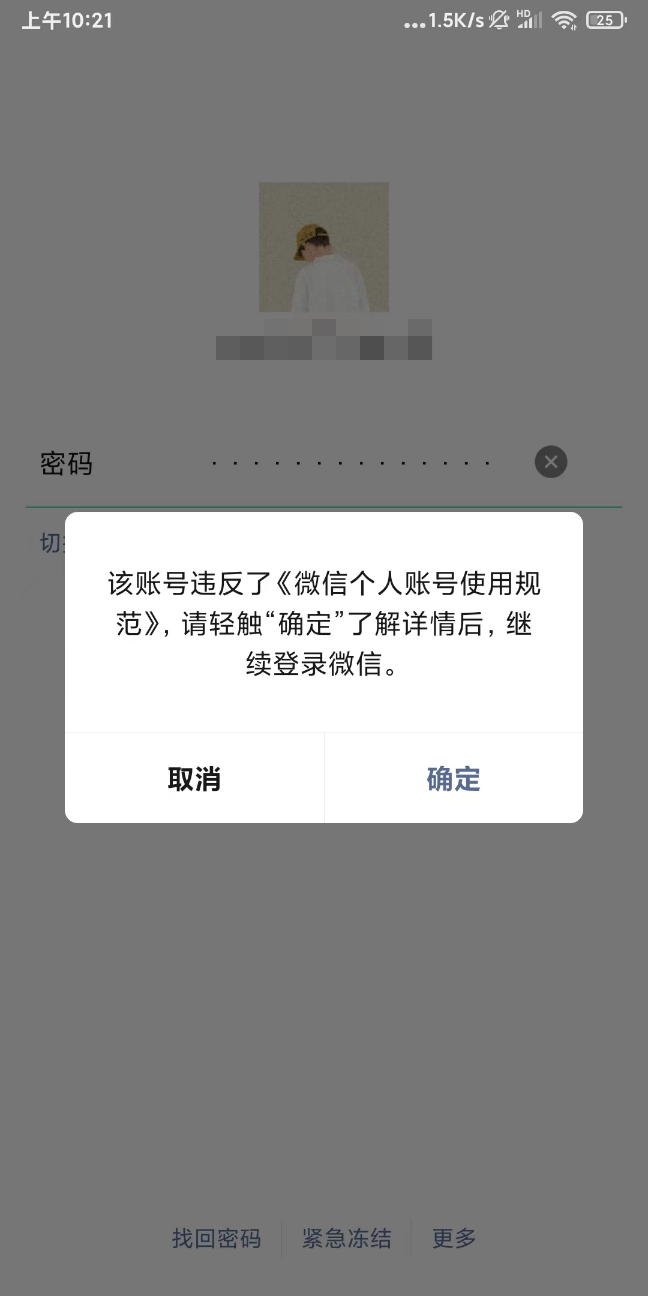 上午10:21
...1.5K/s HD 25
密码
切
该账号违反了《微信个人账号使用规
范》，请轻触“确定”了解详情后，继
续登录微信。
取消
确定
找回密码
紧急冻结
更多